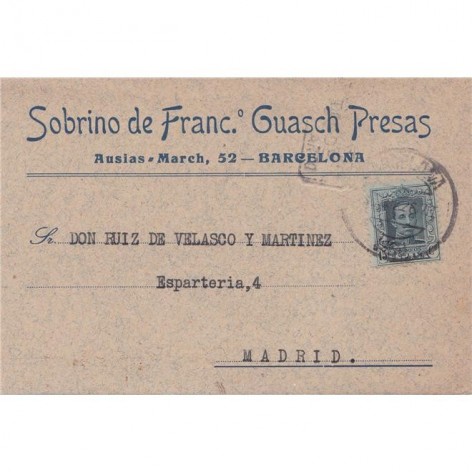 Sobrino de Franc.º Guasch Presas
Ausias-March, 52 — BARCELONA
Sr. DON RUIZ DE VELASCO Y MARTINEZ
Esparteria,4
MADRID.